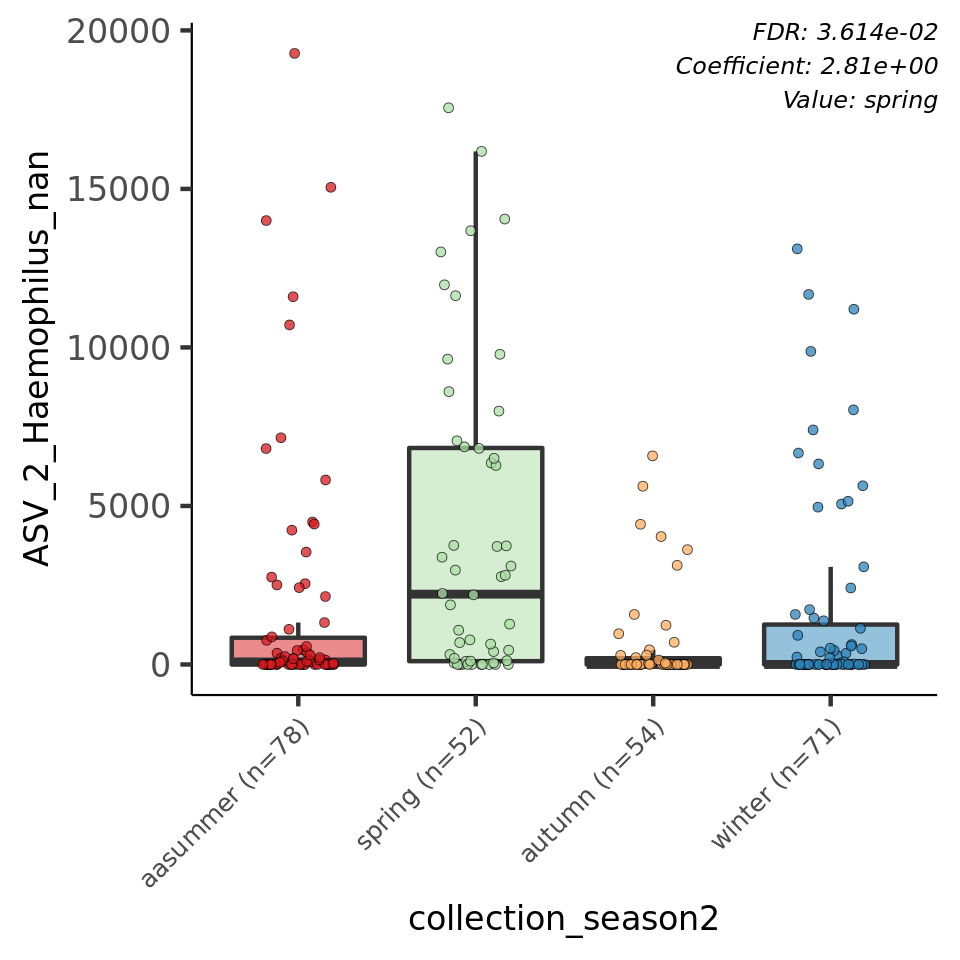 FDR: 3.614e-02
Coefficient: 2.81e+00
Value: spring
ASV_2_Haemophilus_nan
20000
15000
10000
5000
0
aasummer (n=78)
spring (n=52)
autumn (n=54)
winter (n=71)
collection_season2